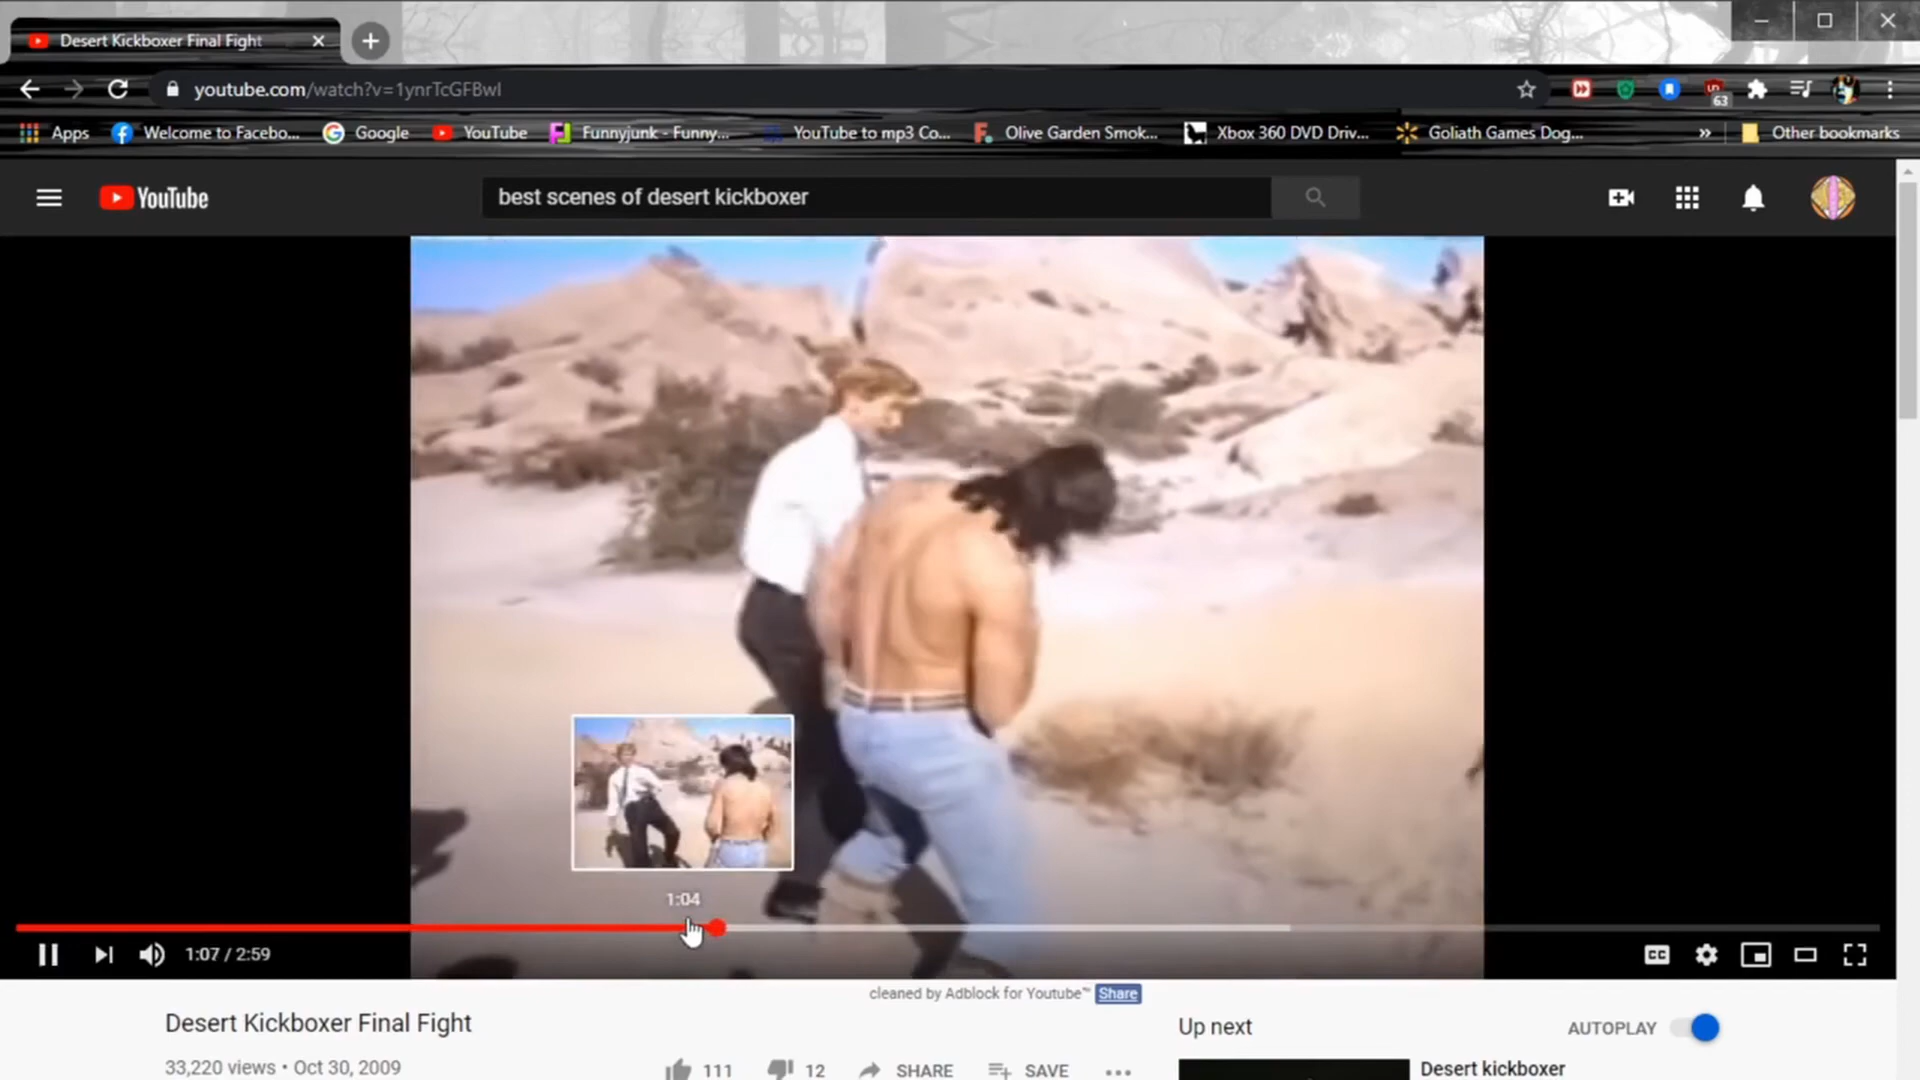 Desert Kickboxer Final Fight
youtube.com/watch?v=1ynrTcGFBwI
63
Apps Welcome to Facebo... Google YouTube Funnyjunk - Funny... YouTube to mp3 Co... Olive Garden Smok... Xbox 360 DVD Driv... Goliath Games Dog... » Other bookmarks
YouTube best scenes of desert kickboxer
1:04
1:07 / 2:59 CC
cleaned by Adblock for Youtube™ Share
Desert Kickboxer Final Fight
Up next AUTOPLAY
33,220 views • Oct 30, 2009 111 12 SHARE SAVE
Desert kickboxer